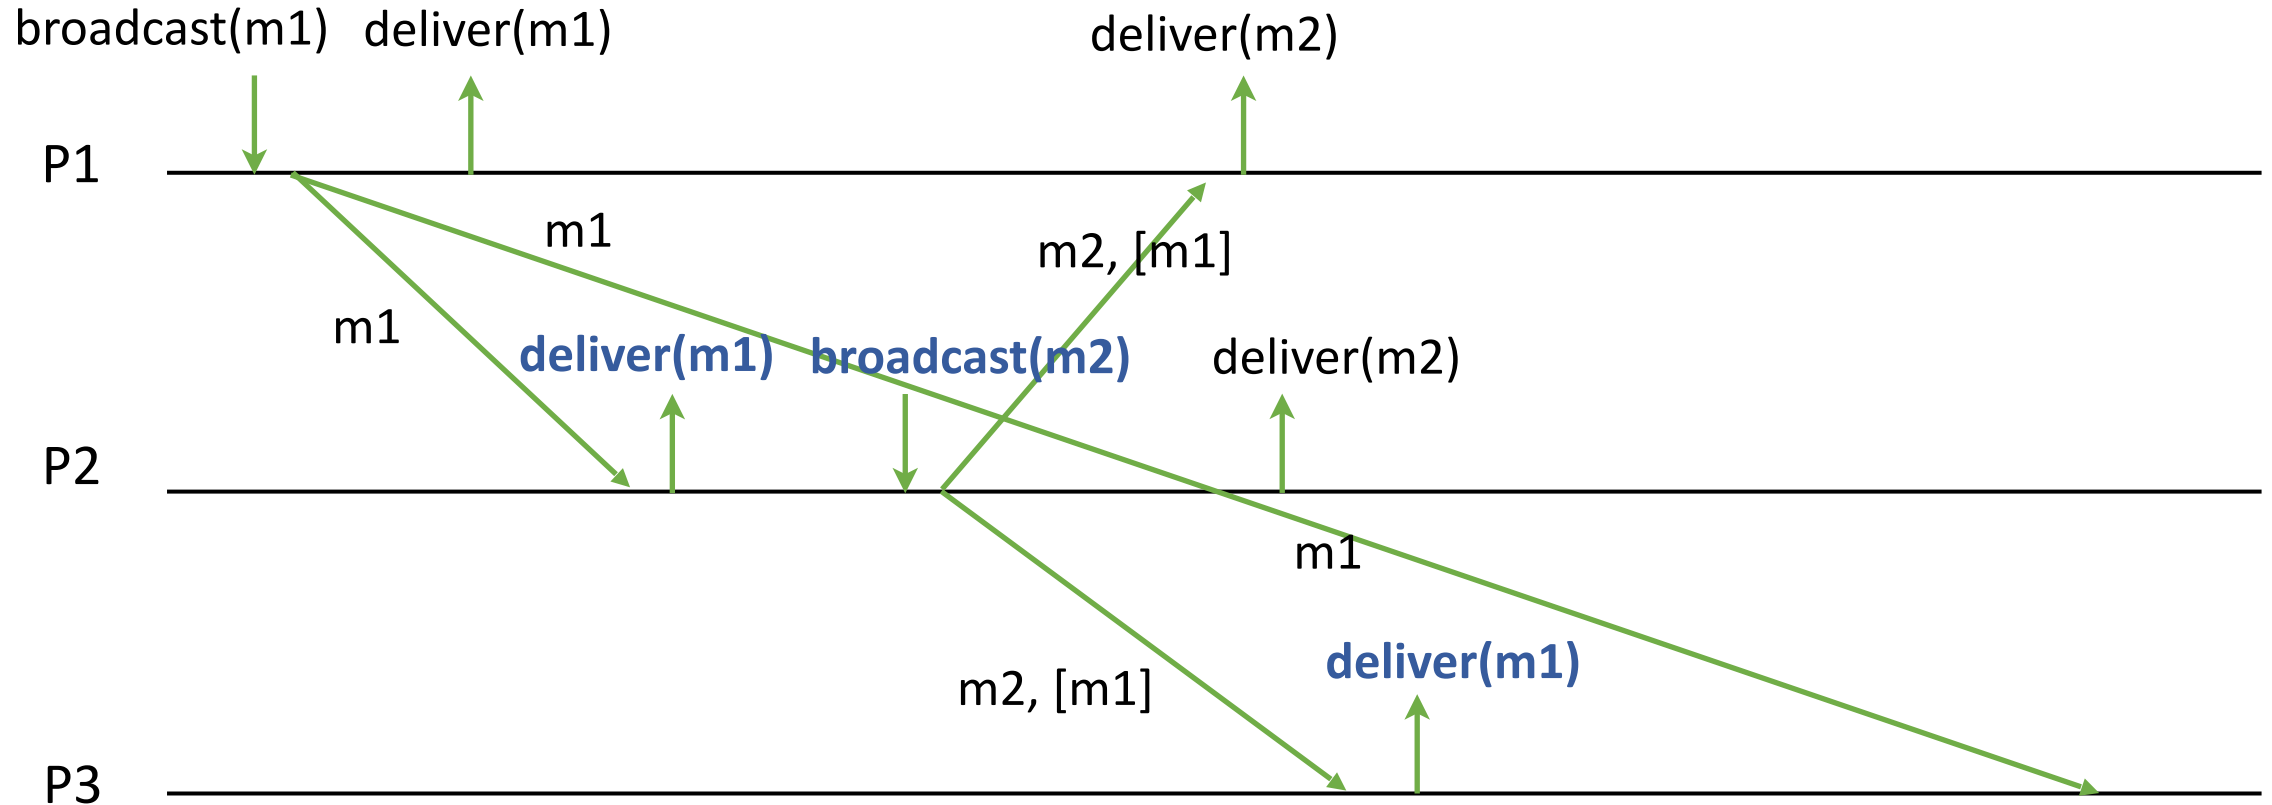 broadcast(m1) deliver(m1) deliver(m2)
P1
m1
m2, [m1]
m1
deliver(m1) broadcast(m2) deliver(m2)
P2
m1
deliver(m1)
m2, [m1]
P3